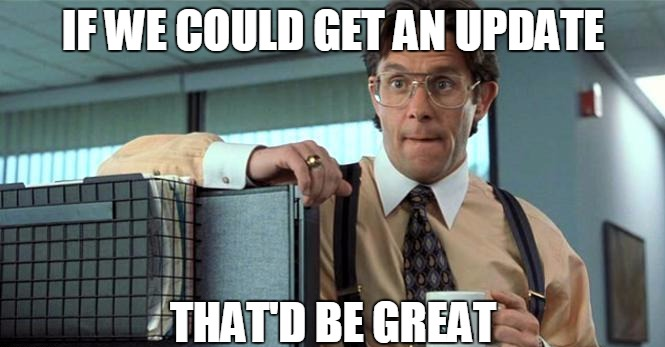 IF WE COULD GET AN UPDATE
THAT'D BE GREAT